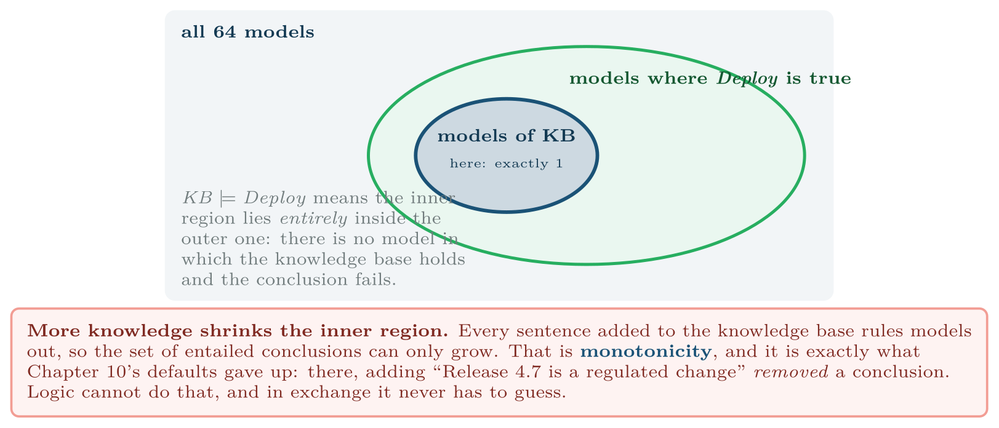 all 64 models
models where Deploy is true
models of KB
here: exactly 1
KB ⊨ Deploy means the inner
region lies entirely inside the
outer one: there is no model in
which the knowledge base holds
and the conclusion fails.
More knowledge shrinks the inner region. Every sentence added to the knowledge base rules models
out, so the set of entailed conclusions can only grow. That is monotonicity, and it is exactly what
Chapter 10’s defaults gave up: there, adding “Release 4.7 is a regulated change” removed a conclusion.
Logic cannot do that, and in exchange it never has to guess.